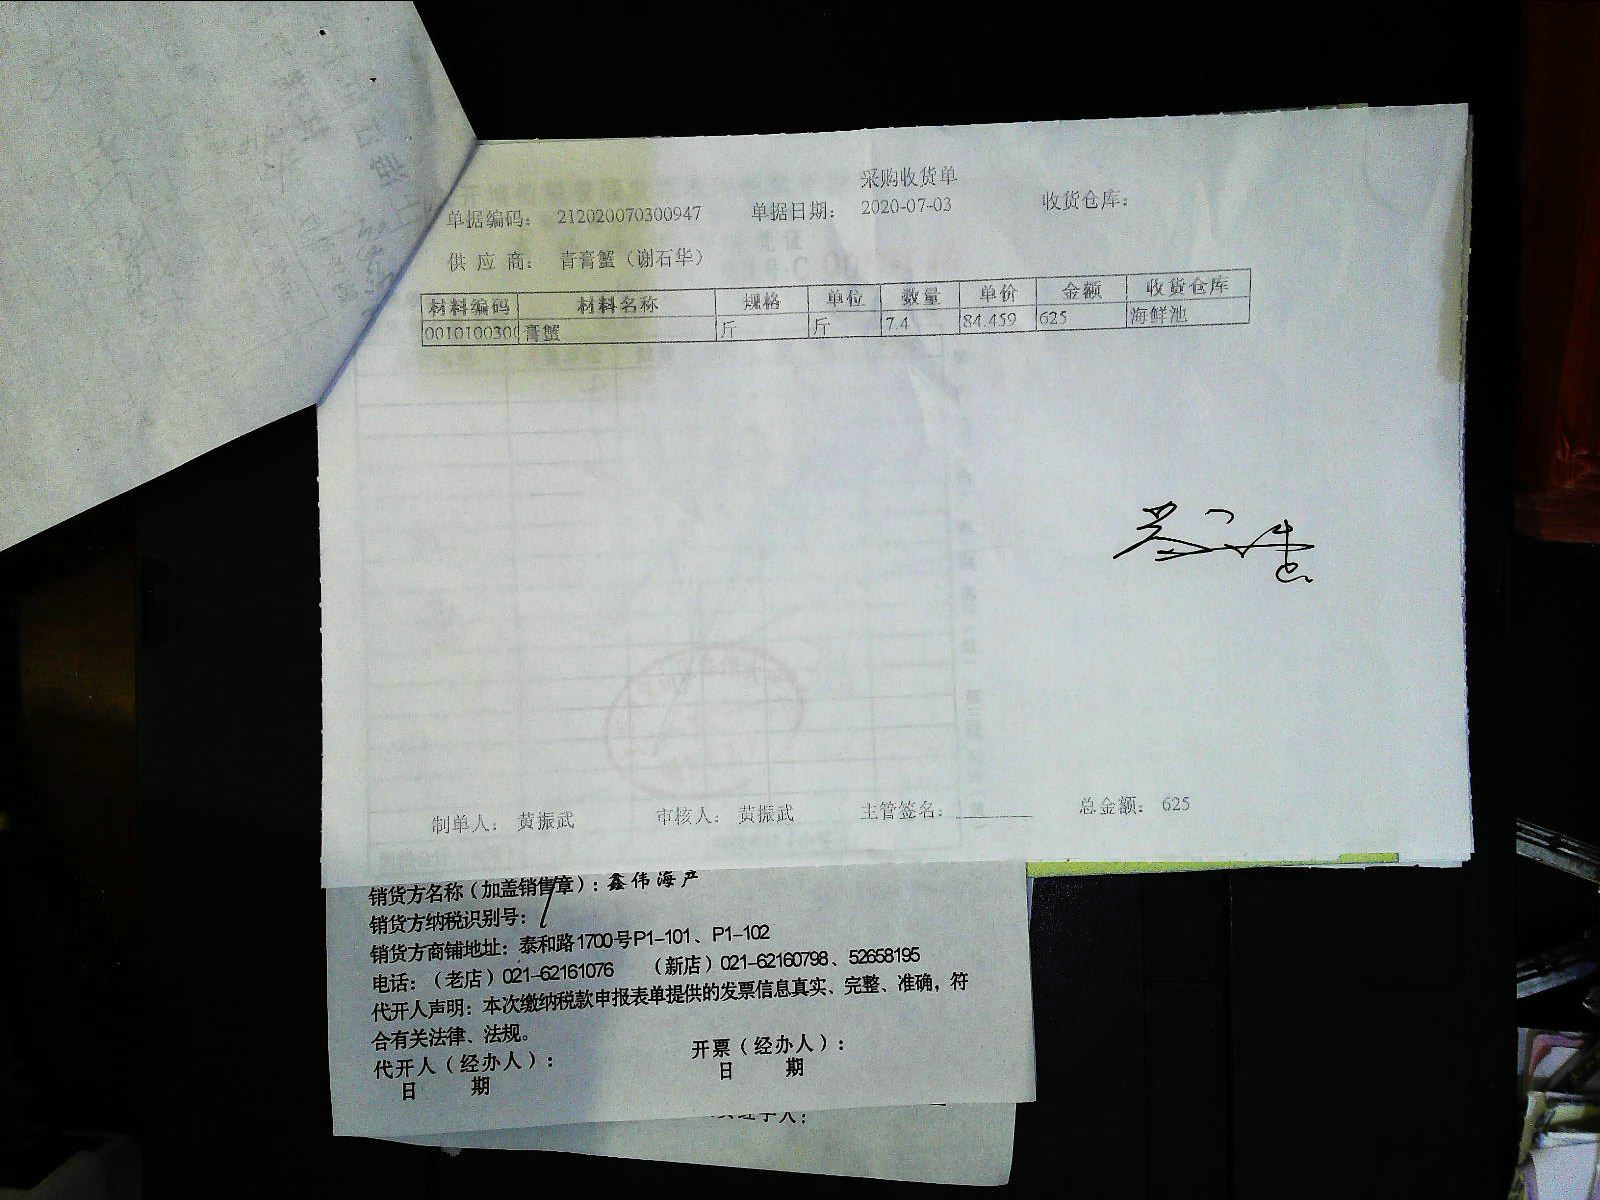 采购收货单
单据编码： 212020070300947 单据日期： 2020-07-03 收货仓库：
供 应 商： 青膏蟹（谢石华）
材料编码 材料名称 规格 单位 数量 单价 金额 收货仓库
0010100300 膏蟹 斤 斤 7.4 84.459 625 海鲜池
制单人： 黄振武 审核人： 黄振武 主管签名： 总金额： 625
销货方名称（加盖销售章）：鑫伟海产
销货方纳税识别号：
销货方商铺地址：泰和路1700号P1-101、P1-102
电话：（老店）021-62161076 （新店）021-62160798、52658195
代开人声明：本次缴纳税款申报表单提供的发票信息真实、完整、准确，符
合有关法律、法规。
代开人（经办人）： 开票（经办人）：
日 期 日 期